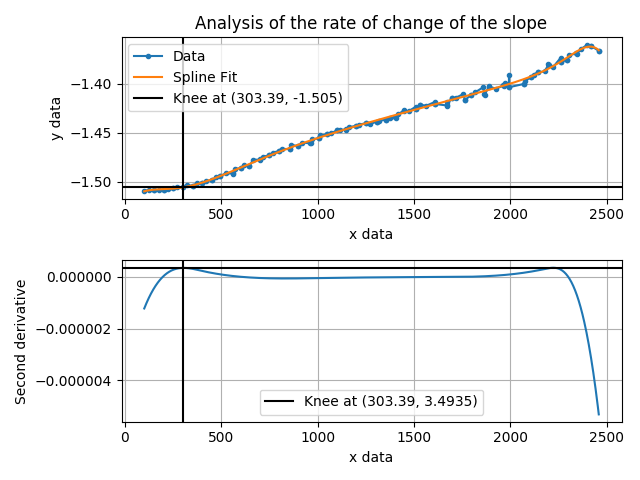 Analysis of the rate of change of the slope
Data
Spline Fit
Knee at (303.39, -1.505)
y data
−1.40
−1.45
−1.50
0
500
1000
1500
2000
2500
x data
Second derivative
0.000000
−0.000002
−0.000004
Knee at (303.39, 3.4935)
0
500
1000
1500
2000
2500
x data